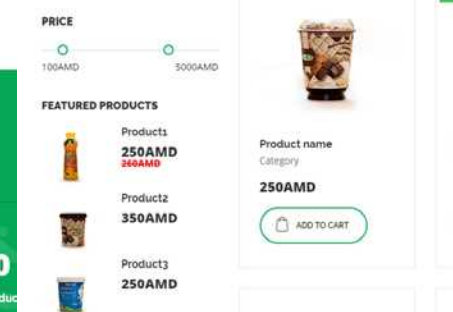 PRICE
100AMD
5000AMD
FEATURED PRODUCTS
Product1
250AMD
260AMD
Product2
350AMD
Product3
250AMD
Product name
Category
250AMD
ADD TO CART